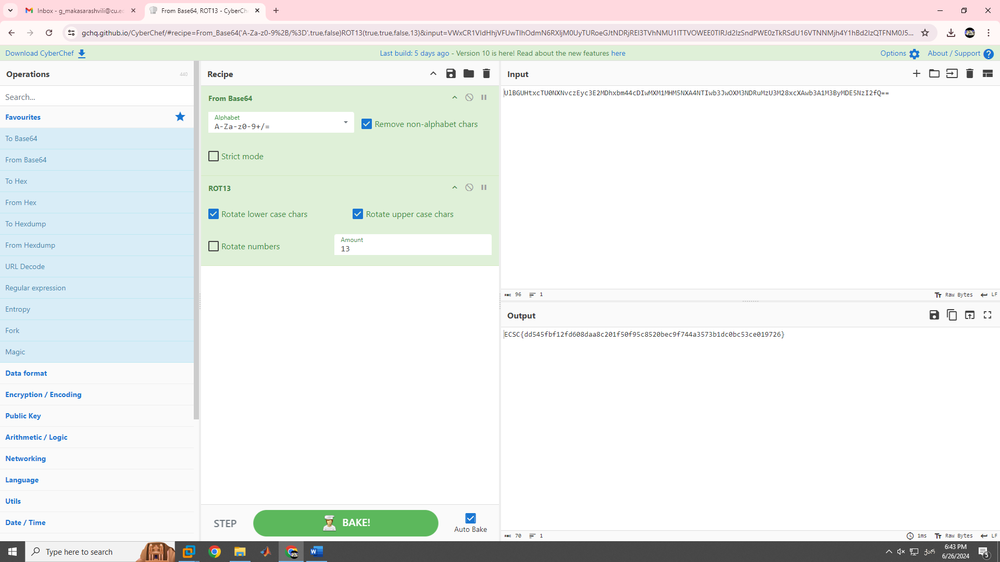 Inbox - g_makasarashvili@cu.ed
From Base64, ROT13 - CyberChe
gchq.github.io/CyberChef/#recipe=From_Base64('A-Za-z0-9%2B/%3D',true,false)ROT13(true,true,false,13)&input=
Download CyberChef
Last build: 5 days ago - Version 10 is here! Read about the new features here
Options
About / Support
Operations
440
Search...
Favourites
To Base64
From Base64
To Hex
From Hex
To Hexdump
From Hexdump
URL Decode
Regular expression
Entropy
Fork
Magic
Data format
Encryption / Encoding
Public Key
Arithmetic / Logic
Networking
Language
Utils
Date / Time
Recipe
From Base64
Alphabet
A-Za-z0-9+/=
Remove non-alphabet chars
Strict mode
ROT13
Rotate lower case chars
Rotate upper case chars
Rotate numbers
Amount
13
STEP
BAKE!
Auto Bake
Input
UlBGUHtxcTU0NXNvczEyc3E2MDhxbm44cDIwMXM1MHM5NXA4NTIwb3JwOXM3NDRuMzU3M28xcXAwb3A1M3ByMDE5NzI2fQ==
ABC 96 1
Raw Bytes LF
Output
ECSC{dd545fbf12fd608daa8c201f50f95c8520bec9f744a3573b1dc0bc53ce019726}
ABC 70 1
1ms Raw Bytes LF
Type here to search
ქარ
6:43 PM
6/26/2024
5